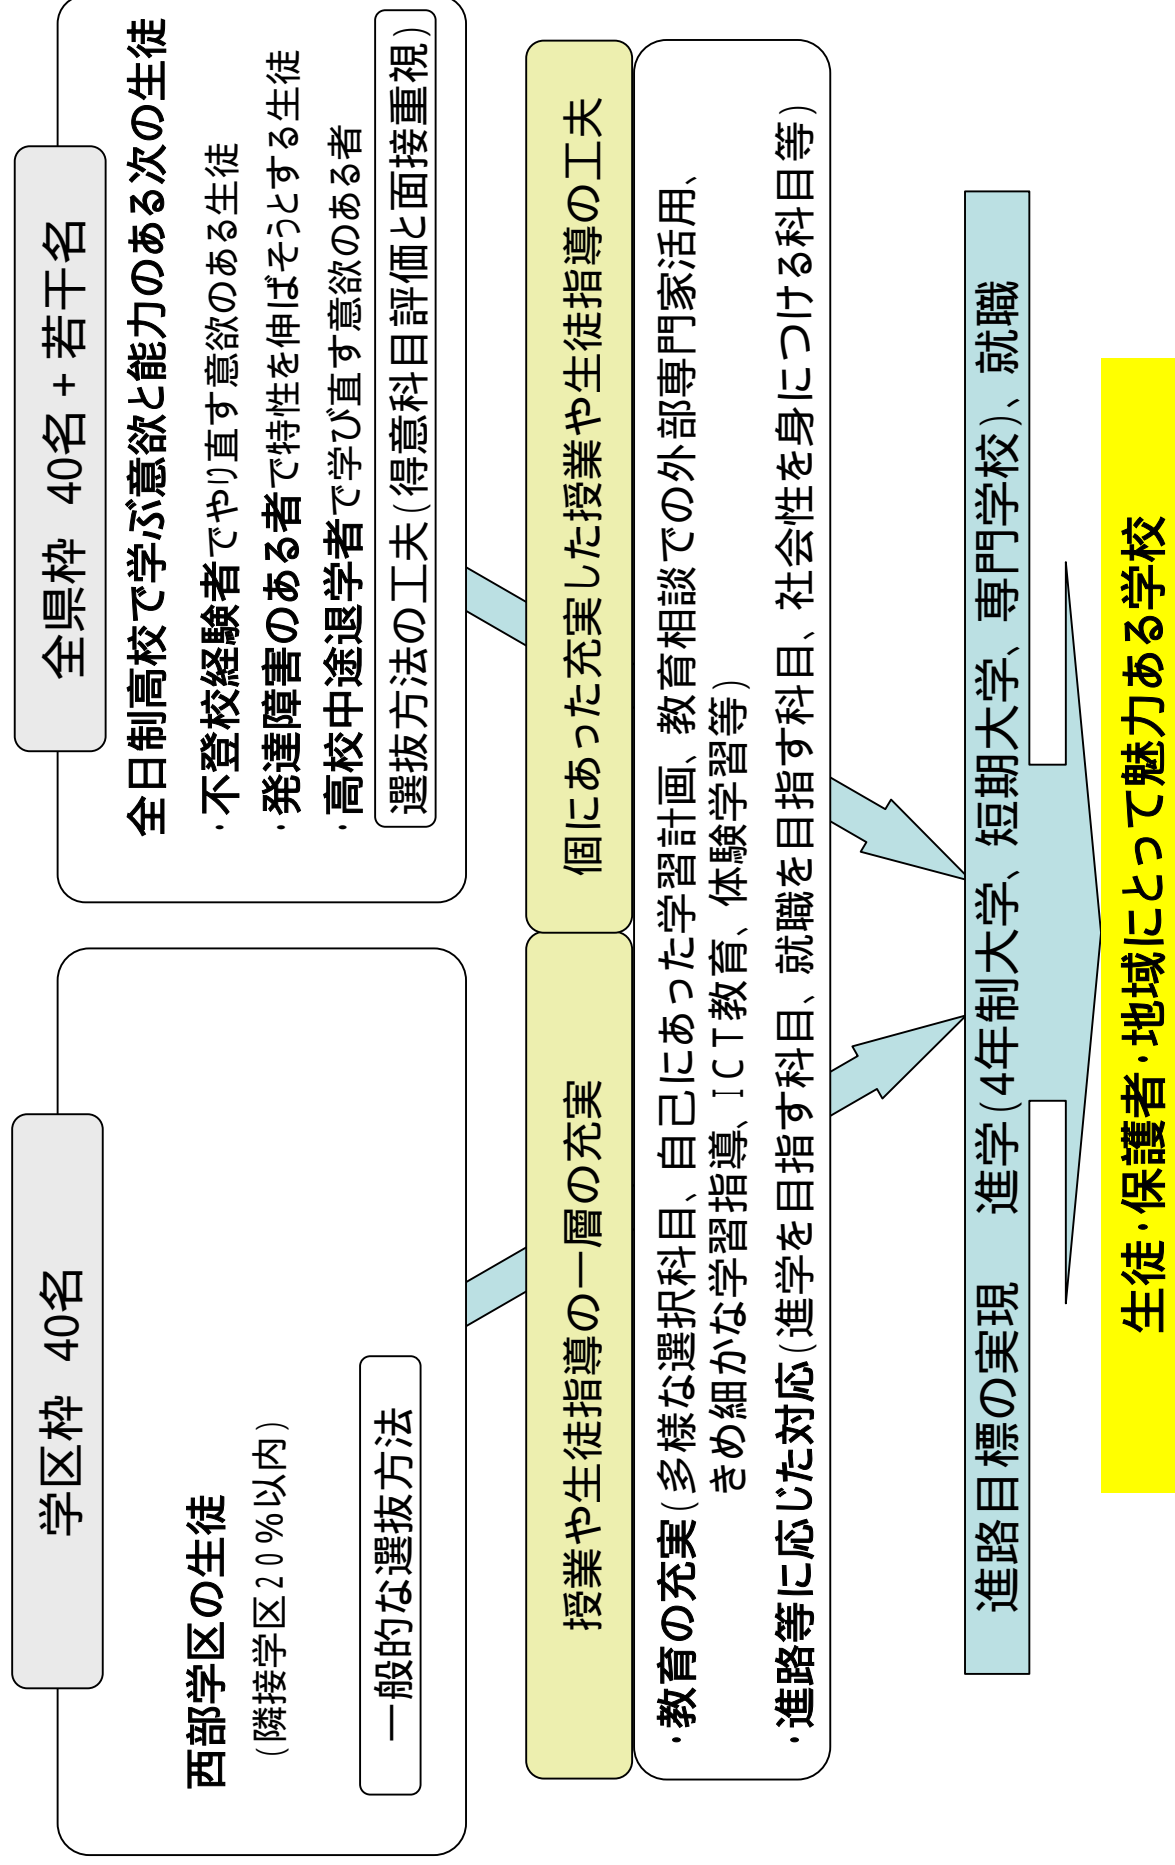 学区枠 40名
西部学区の生徒
（隣接学区20％以内）
一般的な選抜方法
全県枠 40名+若干名
全日制高校で学ぶ意欲と能力のある次の生徒
・不登校経験者でやり直す意欲のある生徒
・発達障害のある者で特性を伸ばそうとする生徒
・高校中途退学者で学び直す意欲のある者
選抜方法の工夫（得意科目評価と面接重視）
授業や生徒指導の一層の充実
個にあった充実した授業や生徒指導の工夫
・教育の充実（多様な選択科目、自己にあった学習計画、教育相談での外部専門家活用、
きめ細かな学習指導、ICT教育、体験学習等）
・進路等に応じた対応（進学を目指す科目、就職を目指す科目、社会性を身につける科目等）
進路目標の実現 進学（4年制大学、短期大学、専門学校）、就職
生徒・保護者・地域にとって魅力ある学校